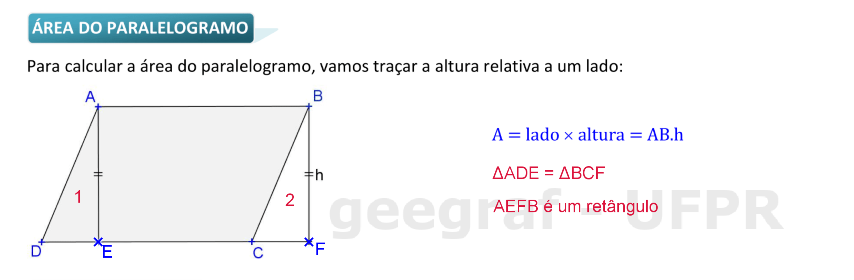 ÁREA DO PARALELOGRAMO
Para calcular a área do paralelogramo, vamos traçar a altura relativa a um lado:
A
B
A = lado × altura = AB.h
h
ΔADE = ΔBCF
1
2
AEFB é um retângulo
geegraf - UFPR
D
E
C
F